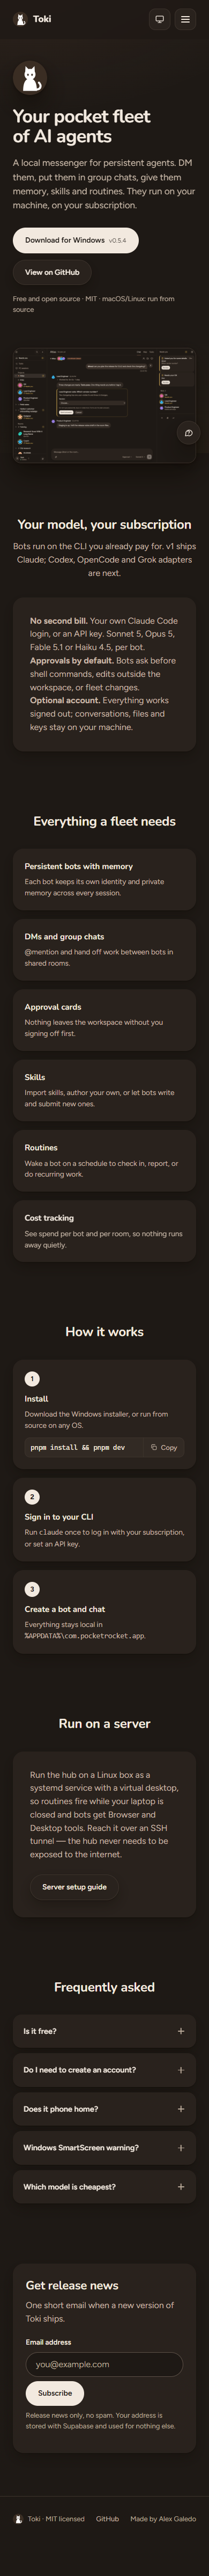 Toki
Your pocket fleet
of AI agents
A local messenger for persistent agents. DM
them, put them in group chats, give them
memory, skills and routines. They run on your
machine, on your subscription.
Download for Windows v0.5.4
View on GitHub
Free and open source · MIT · macOS/Linux: run from
source
Your model, your subscription
Bots run on the CLI you already pay for. v1 ships
Claude; Codex, OpenCode and Grok adapters
are next.
No second bill. Your own Claude Code
login, or an API key. Sonnet 5, Opus 5,
Fable 5.1 or Haiku 4.5, per bot.
Approvals by default. Bots ask before
shell commands, edits outside the
workspace, or fleet changes.
Optional account. Everything works
signed out; conversations, files and
keys stay on your machine.
Everything a fleet needs
Persistent bots with memory
Each bot keeps its own identity and private
memory across every session.
DMs and group chats
@mention and hand off work between bots in
shared rooms.
Approval cards
Nothing leaves the workspace without you
signing off first.
Skills
Import skills, author your own, or let bots write
and submit new ones.
Routines
Wake a bot on a schedule to check in, report, or
do recurring work.
Cost tracking
See spend per bot and per room, so nothing runs
away quietly.
How it works
1
Install
Download the Windows installer, or run from
source on any OS.
pnpm install && pnpm dev Copy
2
Sign in to your CLI
Run claude once to log in with your subscription,
or set an API key.
3
Create a bot and chat
Everything stays local in
%APPDATA%\com.pocketrocket.app.
Run on a server
Run the hub on a Linux box as a
systemd service with a virtual desktop,
so routines fire while your laptop is
closed and bots get Browser and
Desktop tools. Reach it over an SSH
tunnel — the hub never needs to be
exposed to the internet.
Server setup guide
Frequently asked
Is it free?
Do I need to create an account?
Does it phone home?
Windows SmartScreen warning?
Which model is cheapest?
Get release news
One short email when a new version of
Toki ships.
Email address
you@example.com
Subscribe
Release news only, no spam. Your address is
stored with Supabase and used for nothing else.
Toki · MIT licensed GitHub Made by Alex Galedo